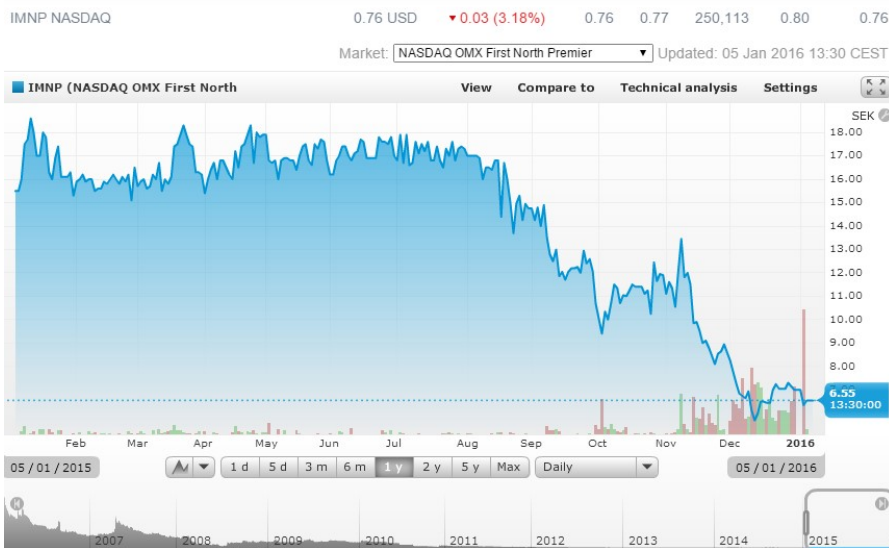 IMNP NASDAQ 0.76 USD ▼ 0.03 (3.18%) 0.76 0.77 250,113 0.80 0.76
Market: NASDAQ OMX First North Premier ▼ Updated: 05 Jan 2016 13:30 CEST
IMNP (NASDAQ OMX First North View Compare to Technical analysis Settings
SEK
18.00
17.00
16.00
15.00
14.00
13.00
12.00
11.00
10.00
9.00
8.00
6.55
13:30:00
Feb Mar Apr May Jun Jul Aug Sep Oct Nov Dec 2016
05 / 01 / 2015 1 d 5 d 3 m 6 m 1 y 2 y 5 y Max Daily 05 / 01 / 2016
2007 2008 2009 2010 2011 2012 2013 2014 2015